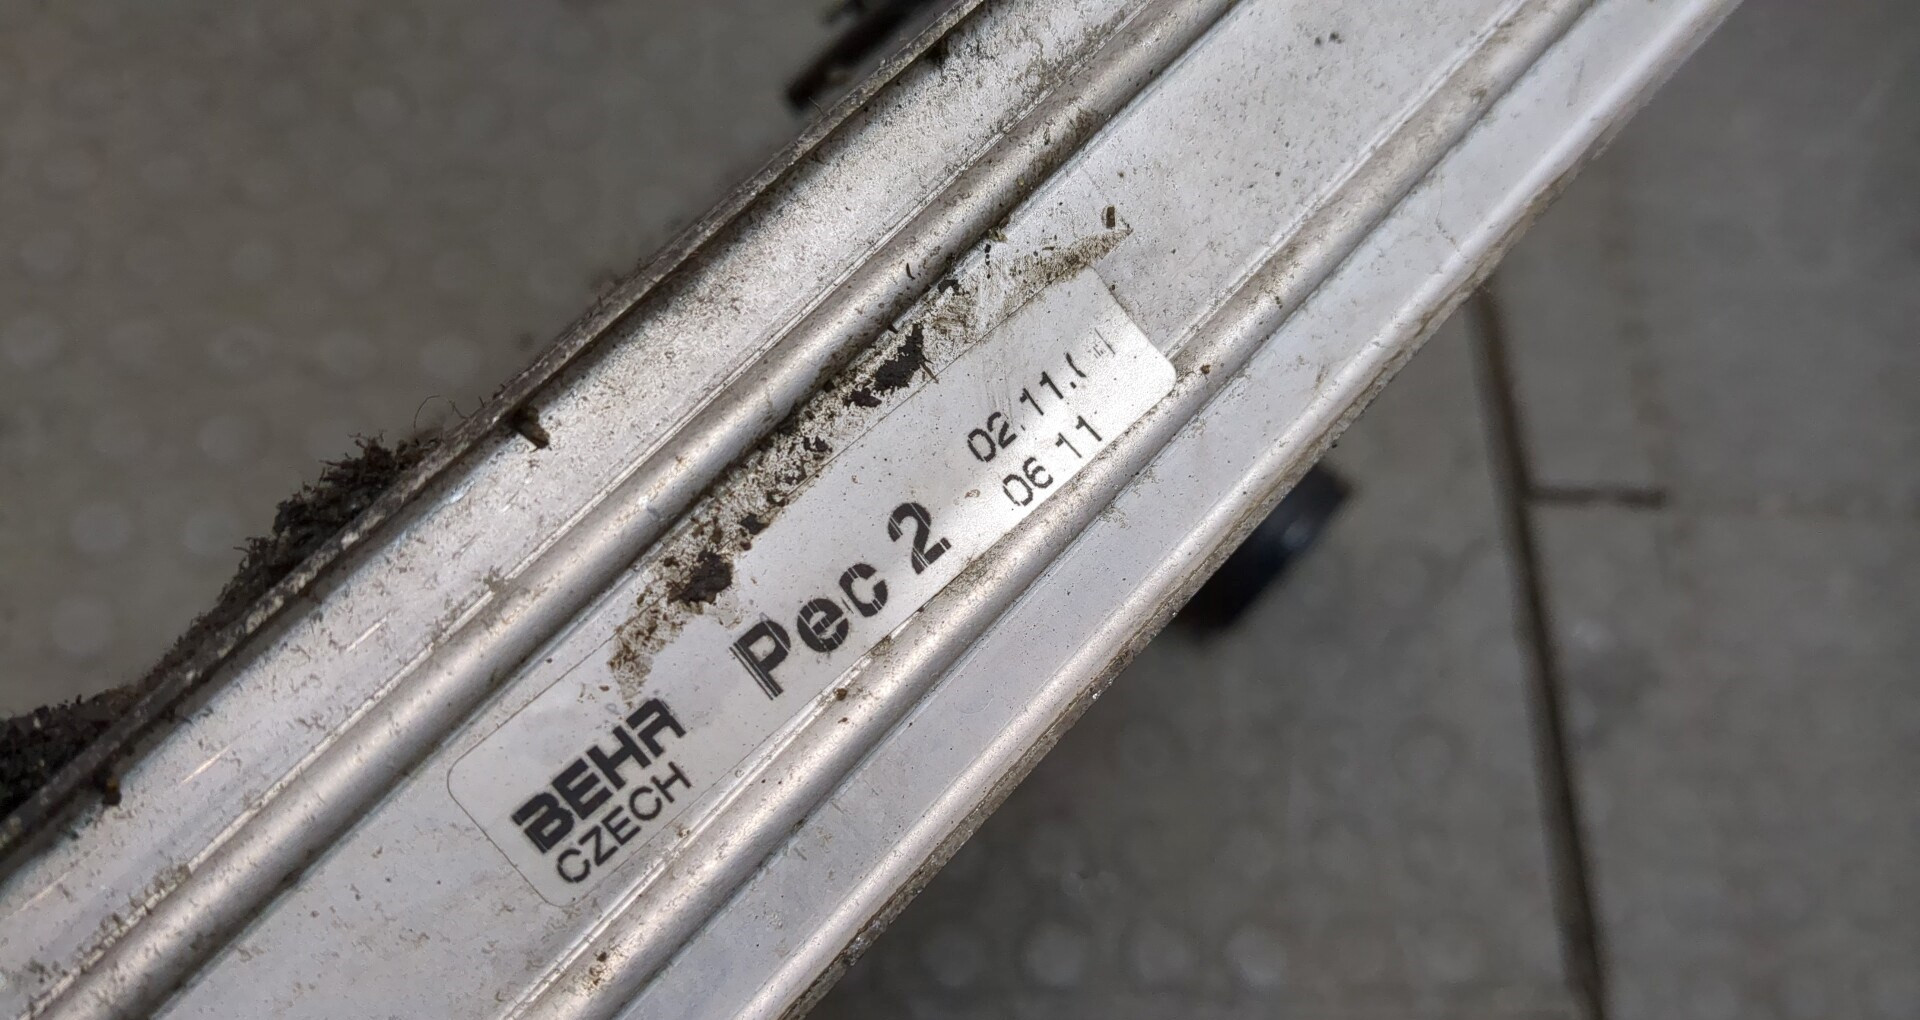 BEHR
CZECH
Pec 2
02.11.
06 11